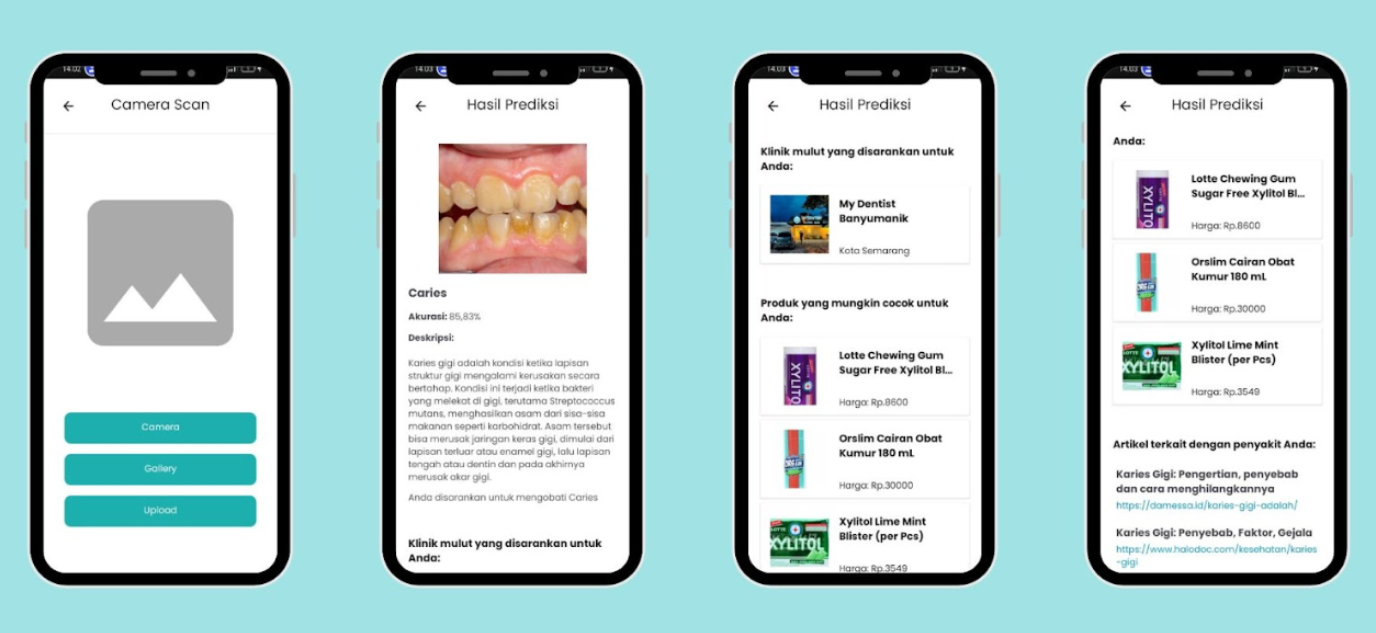 14.02
Camera Scan
Camera
Gallery
Upload
14.03
Hasil Prediksi
Caries
Akurasi: 85,83%
Deskripsi:
Karies gigi adalah kondisi ketika lapisan
struktur gigi mengalami kerusakan secara
bertahap. Kondisi ini terjadi ketika bakteri
yang melekat di gigi, terutama Streptococcus
mutans, menghasilkan asam dari sisa-sisa
makanan seperti karbohidrat. Asam tersebut
bisa merusak jaringan keras gigi, dimulai dari
lapisan terluar atau enamel gigi, lalu lapisan
tengah atau dentin dan pada akhirnya
merusak akar gigi.
Anda disarankan untuk mengobati Caries
Klinik mulut yang disarankan untuk
Anda:
14.03
Hasil Prediksi
Klinik mulut yang disarankan untuk
Anda:
My Dentist
Banyumanik
Kota Semarang
Produk yang mungkin cocok untuk
Anda:
XYLITO
Lotte Chewing Gum
Sugar Free Xylitol Bl...
Harga: Rp.8600
Orslim Cairan Obat
Kumur 180 mL
Harga: Rp.30000
LOTTE
XYLITOL
Xylitol Lime Mint
Blister (per Pcs)
Harga: Rp.3549
14.03
Hasil Prediksi
Anda:
XYLITO
Lotte Chewing Gum
Sugar Free Xylitol Bl...
Harga: Rp.8600
Orslim Cairan Obat
Kumur 180 mL
Harga: Rp.30000
LOTTE
XYLITOL
Xylitol Lime Mint
Blister (per Pcs)
Harga: Rp.3549
Artikel terkait dengan penyakit Anda:
Karies Gigi: Pengertian, penyebab
dan cara menghilangkannya
https://damessa.id/karies-gigi-adalah/
Karies Gigi: Penyebab, Faktor, Gejala
https://www.halodoc.com/kesehatan/karies
-gigi